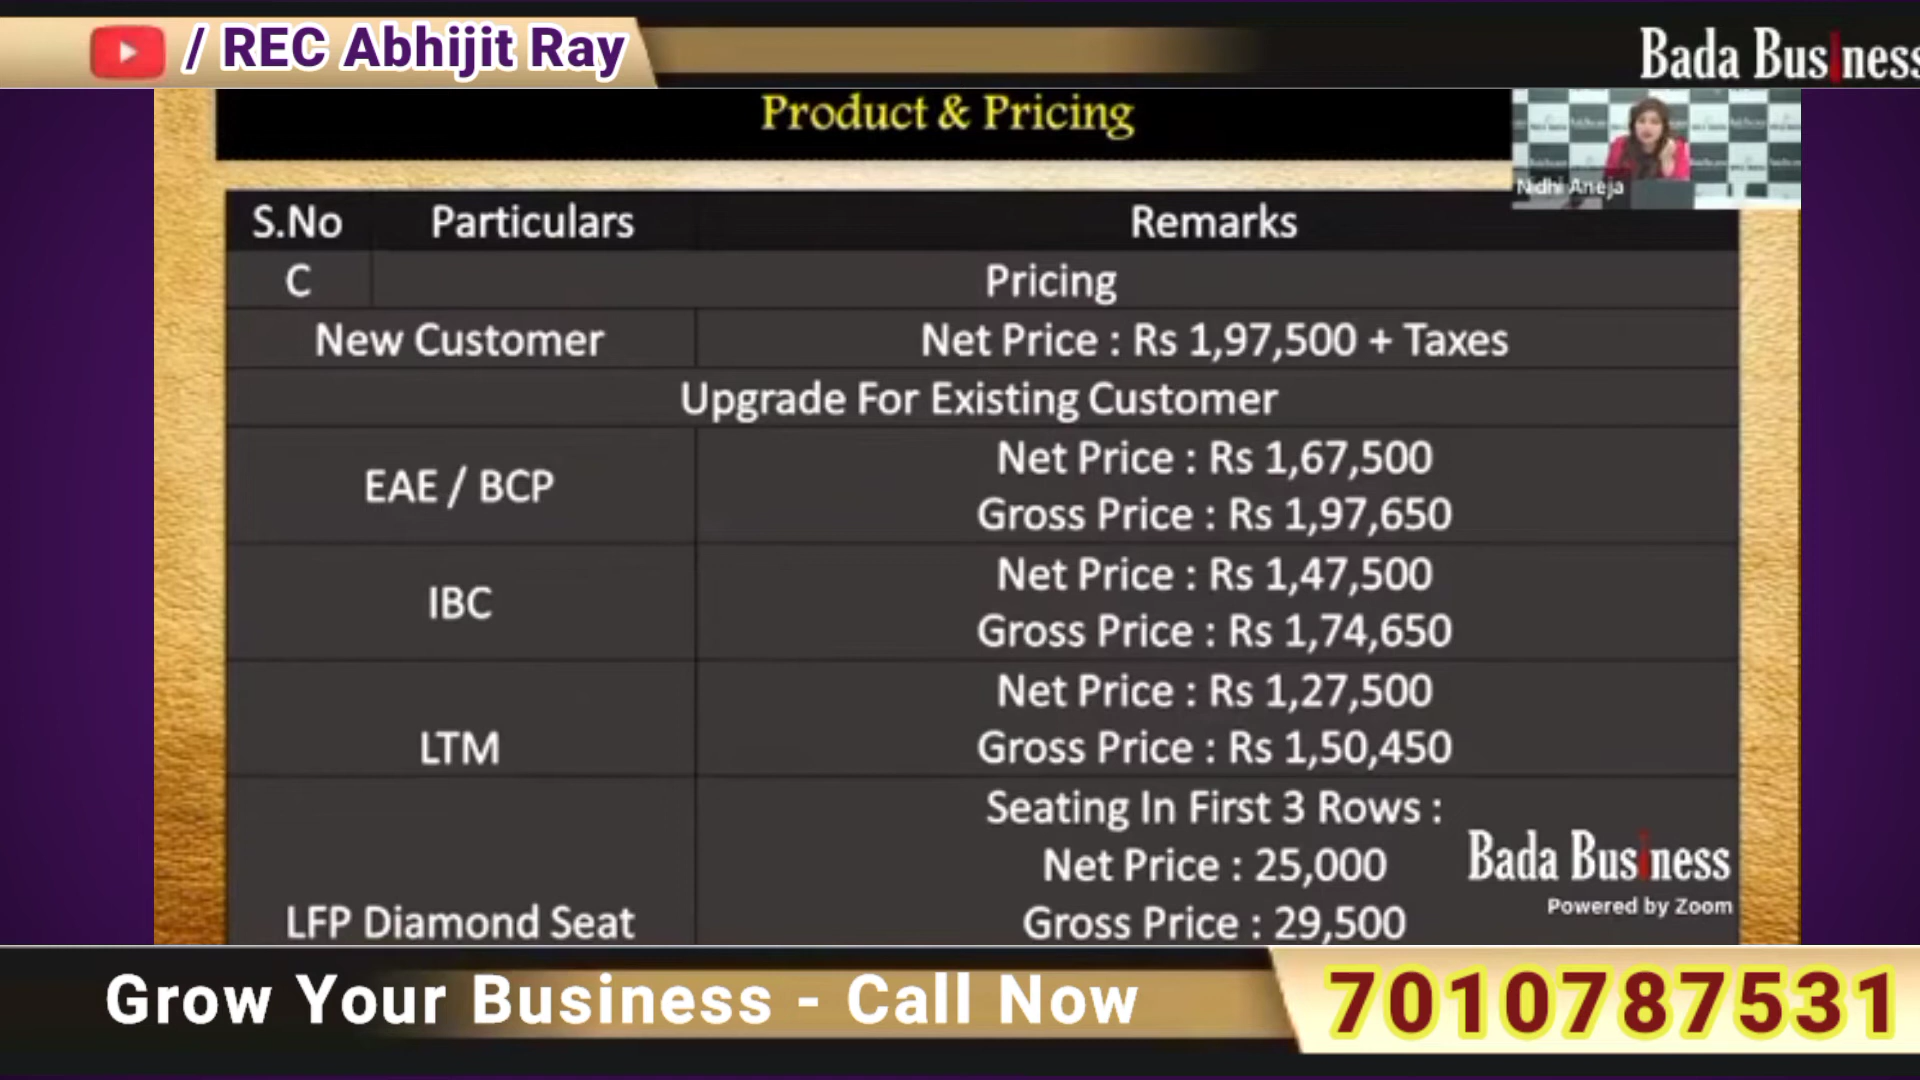 / REC Abhijit Ray
Bada Business
Product & Pricing
Nidhi Aneja
S.No Particulars Remarks
C Pricing
New Customer Net Price : Rs 1,97,500 + Taxes
Upgrade For Existing Customer
EAE / BCP
Net Price : Rs 1,67,500
Gross Price : Rs 1,97,650
IBC
Net Price : Rs 1,47,500
Gross Price : Rs 1,74,650
LTM
Net Price : Rs 1,27,500
Gross Price : Rs 1,50,450
LFP Diamond Seat
Seating In First 3 Rows :
Net Price : 25,000
Gross Price : 29,500
Bada Business
Powered by Zoom
Grow Your Business - Call Now
7010787531